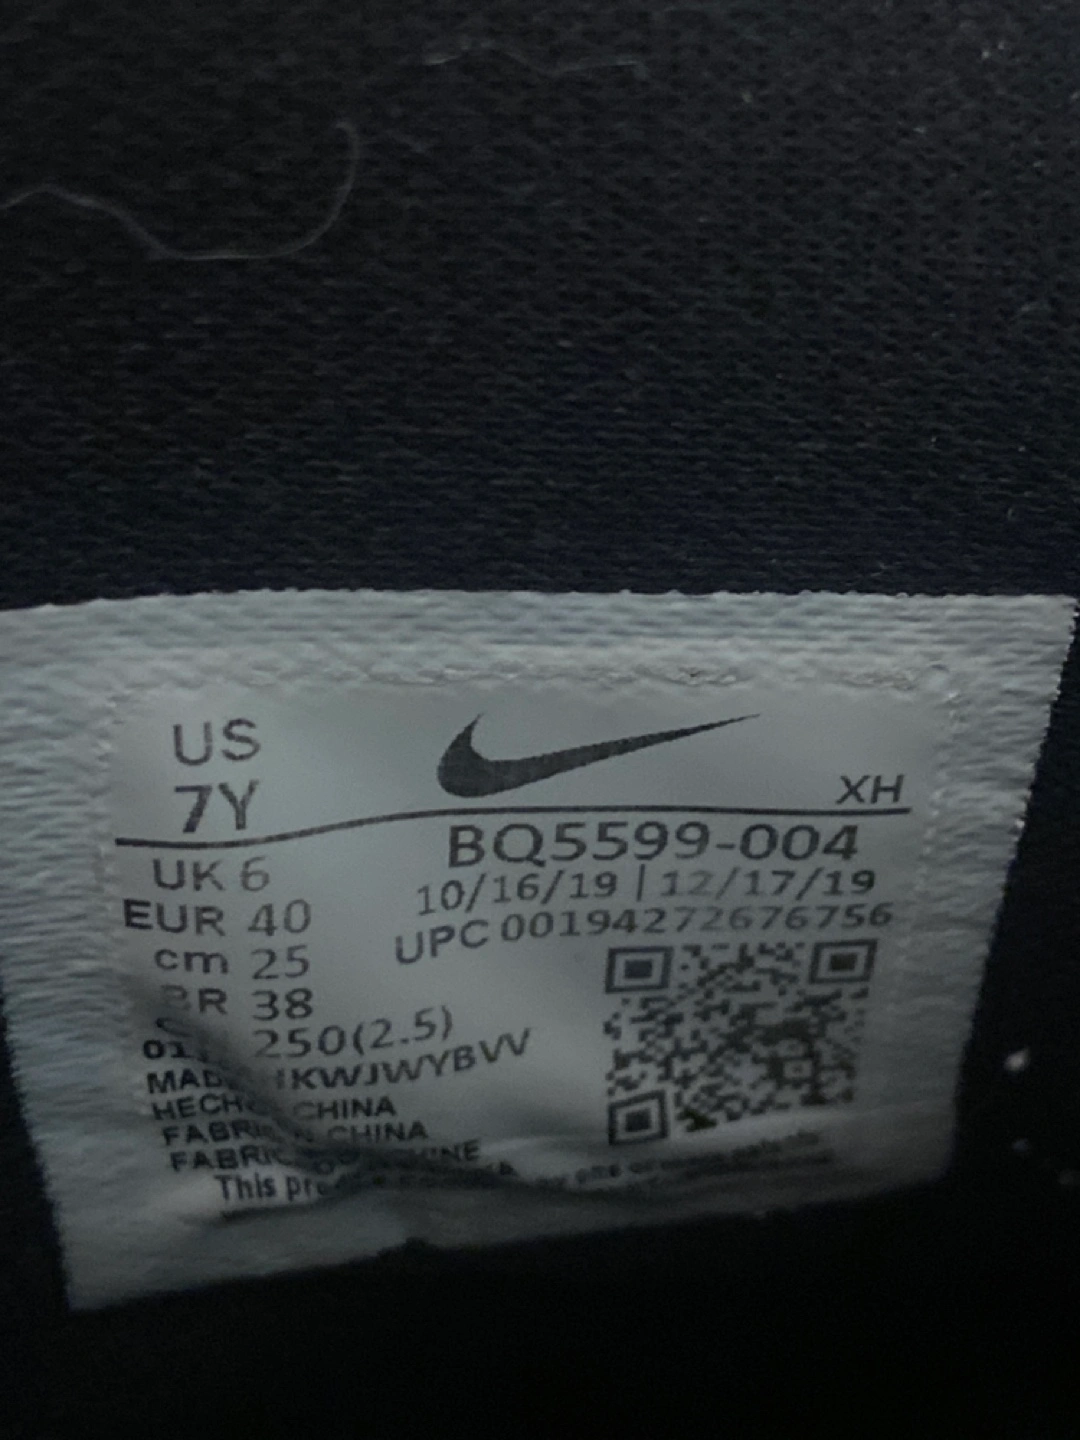 US
7Y
XH
BQ5599-004
UK 6
10/16/19 | 12/17/19
EUR 40
UPC 00194272676756
cm 25
38
250(2.5)
CHINA
CHINA
This